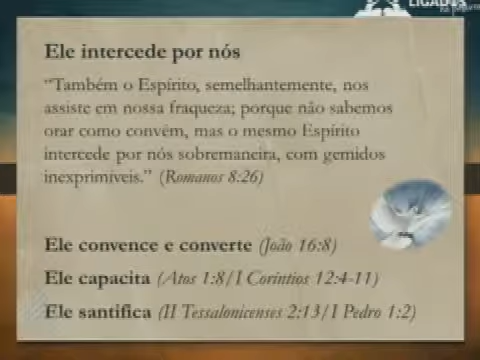 LIGADOS
Ele intercede por nós
“Também o Espírito, semelhantemente, nos
assiste em nossa fraqueza; porque não sabemos
orar como convém, mas o mesmo Espírito
intercede por nós sobremaneira, com gemidos
inexprimíveis.” (Romanos 8:26)
Ele convence e converte (João 16:8)
Ele capacita (Atos 1:8/I Coríntios 12:4-11)
Ele santifica (II Tessalonicenses 2:13/I Pedro 1:2)